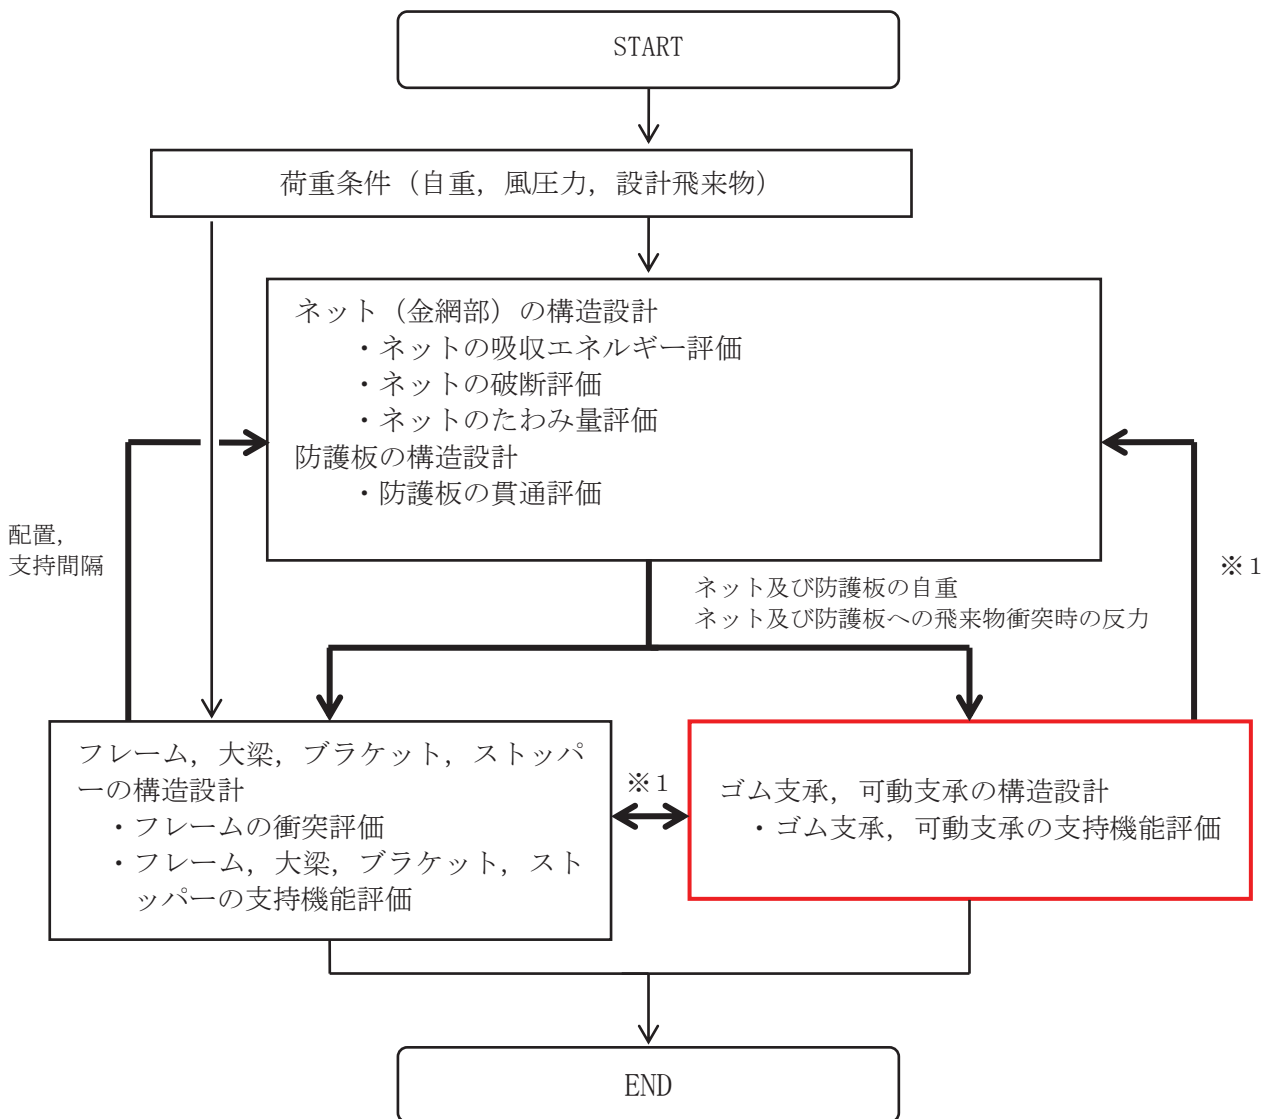 START
荷重条件（自重，風圧力，設計飛来物）
ネット（金網部）の構造設計
・ネットの吸収エネルギー評価
・ネットの破断評価
・ネットのたわみ量評価
防護板の構造設計
・防護板の貫通評価
配置，
支持間隔
※１
ネット及び防護板の自重
ネット及び防護板への飛来物衝突時の反力
フレーム，大梁，ブラケット，ストッパ
ーの構造設計
・フレームの衝突評価
・フレーム，大梁，ブラケット，スト
ッパーの支持機能評価
※１
ゴム支承，可動支承の構造設計
・ゴム支承，可動支承の支持機能評価
END